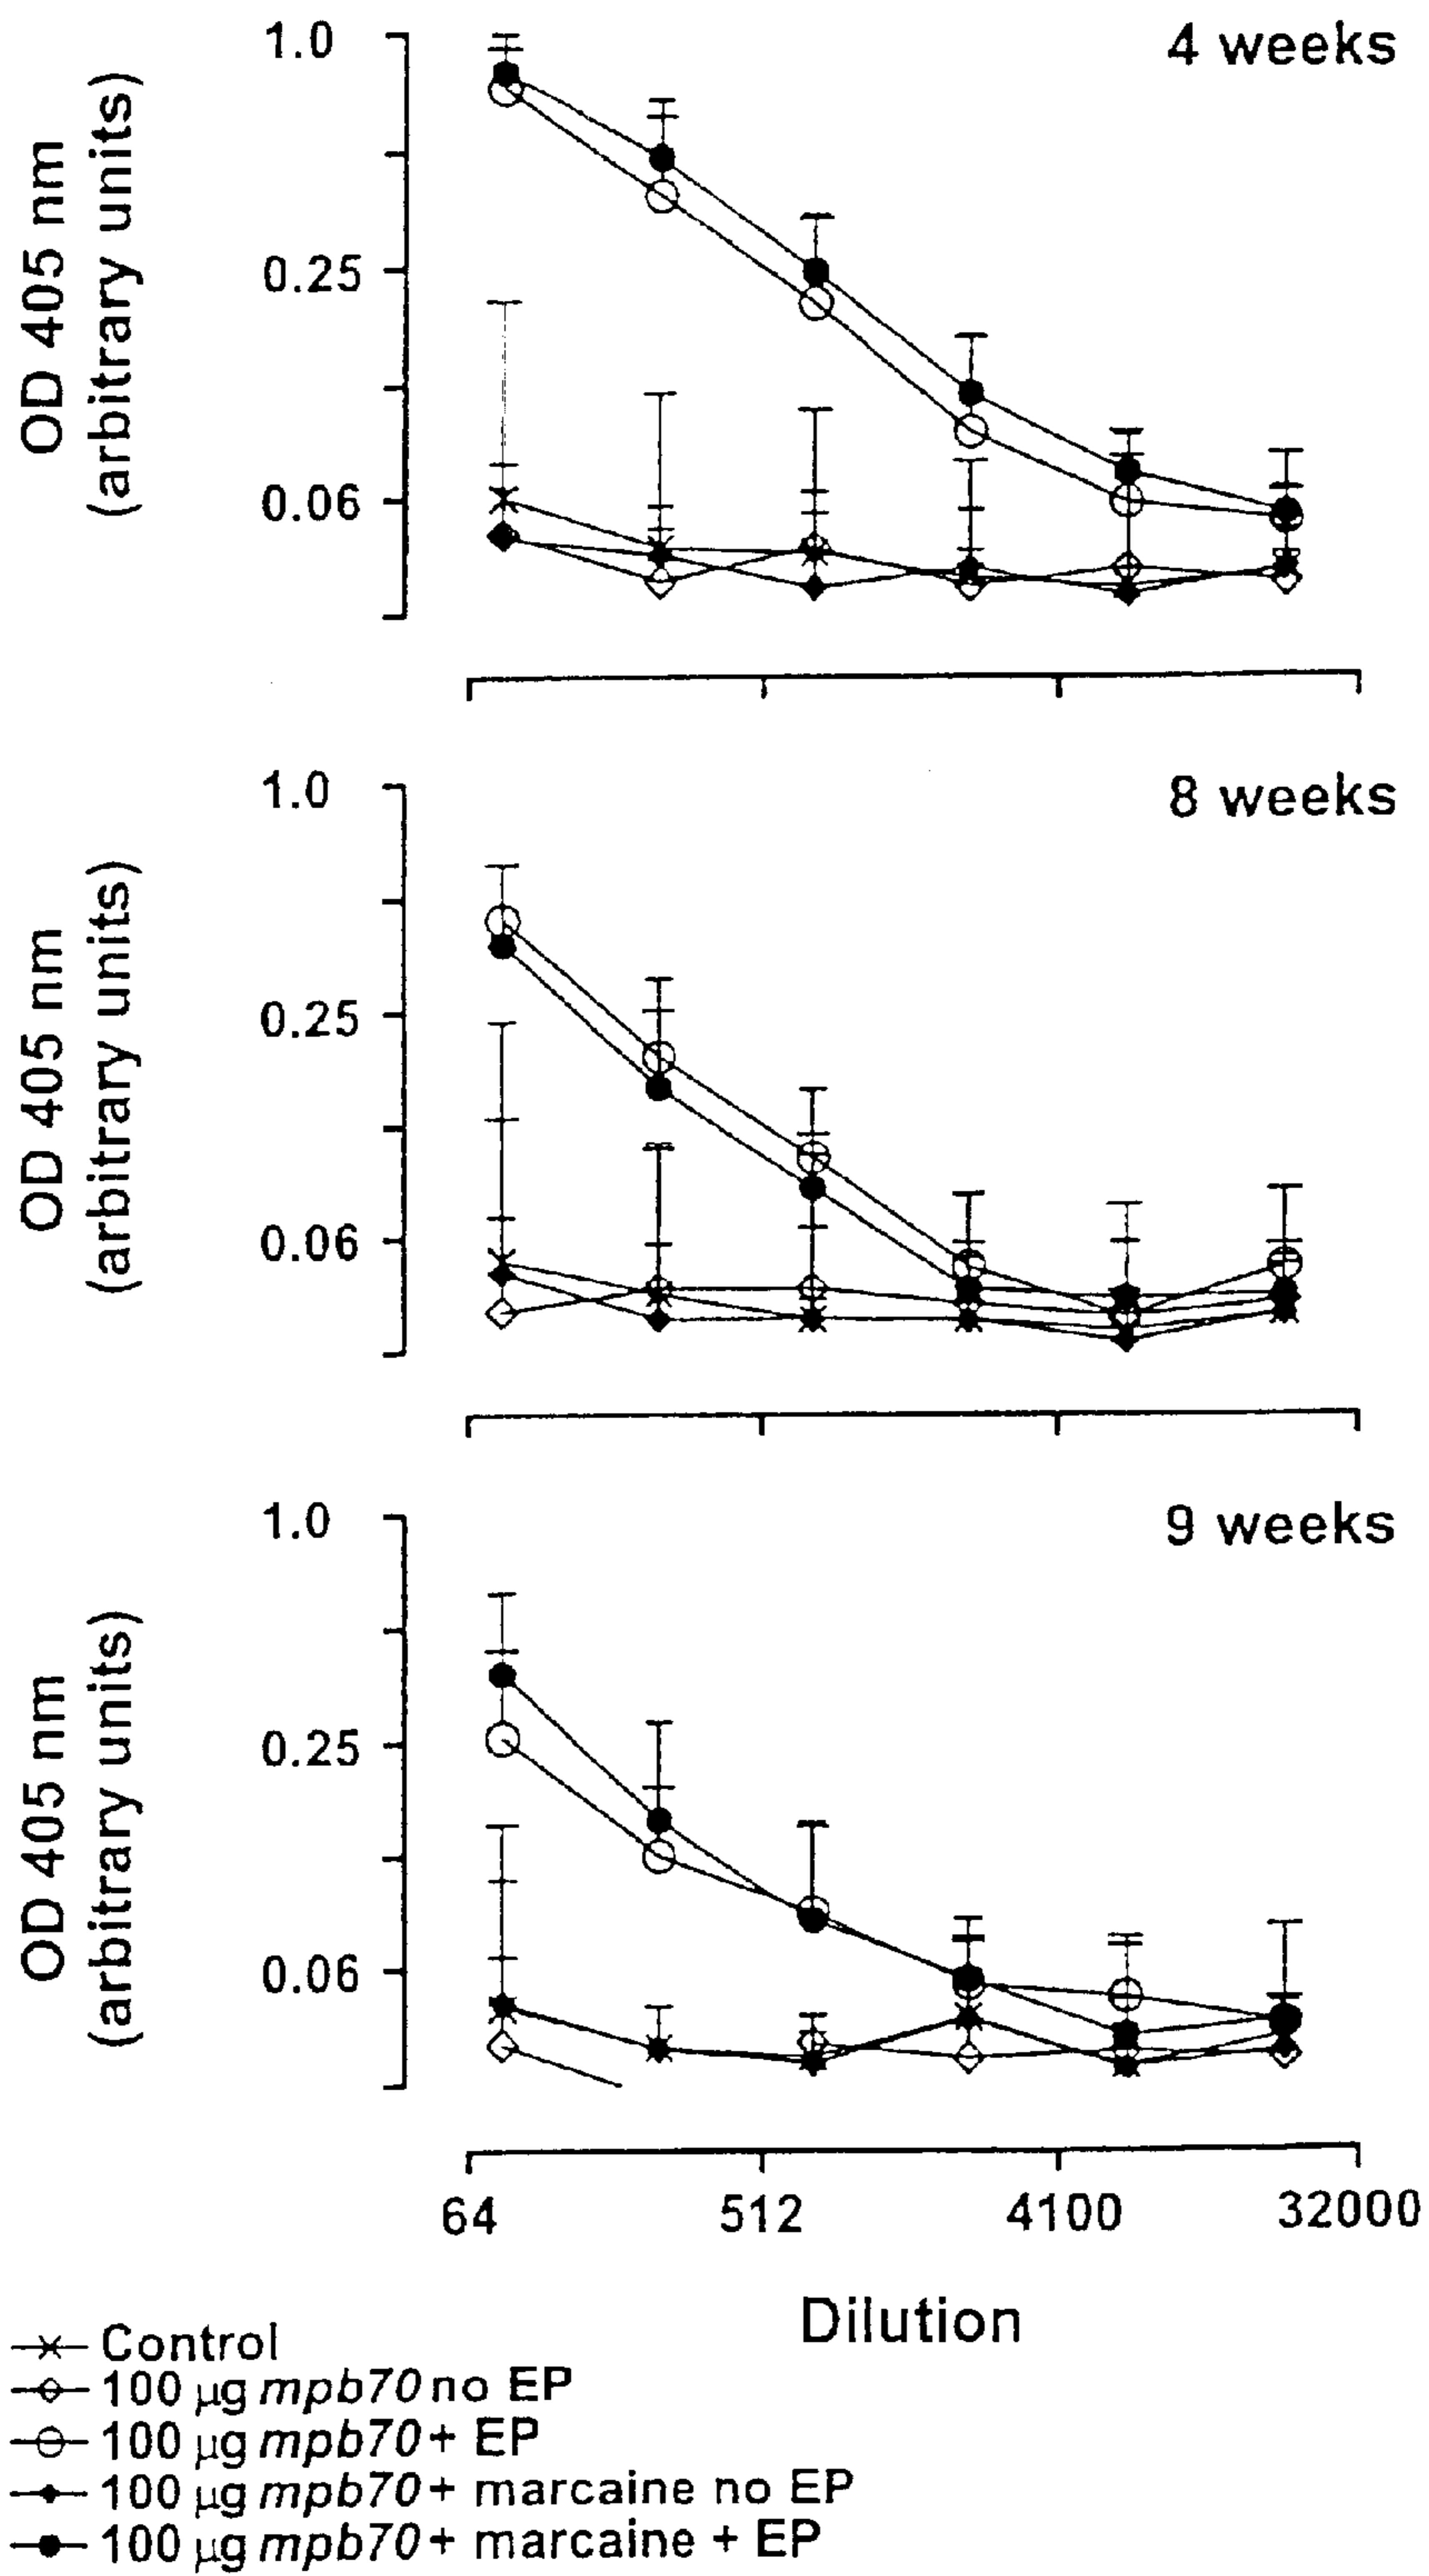 4 weeks
1.0
0.25
0.06
OD 405 nm
(arbitrary units)
8 weeks
1.0
0.25
0.06
OD 405 nm
(arbitrary units)
9 weeks
1.0
0.25
0.06
OD 405 nm
(arbitrary units)
64 512 4100 32000
Dilution
Control
100 μg mpb70 no EP
100 μg mpb70 + EP
100 μg mpb70 + marcaine no EP
100 μg mpb70 + marcaine + EP